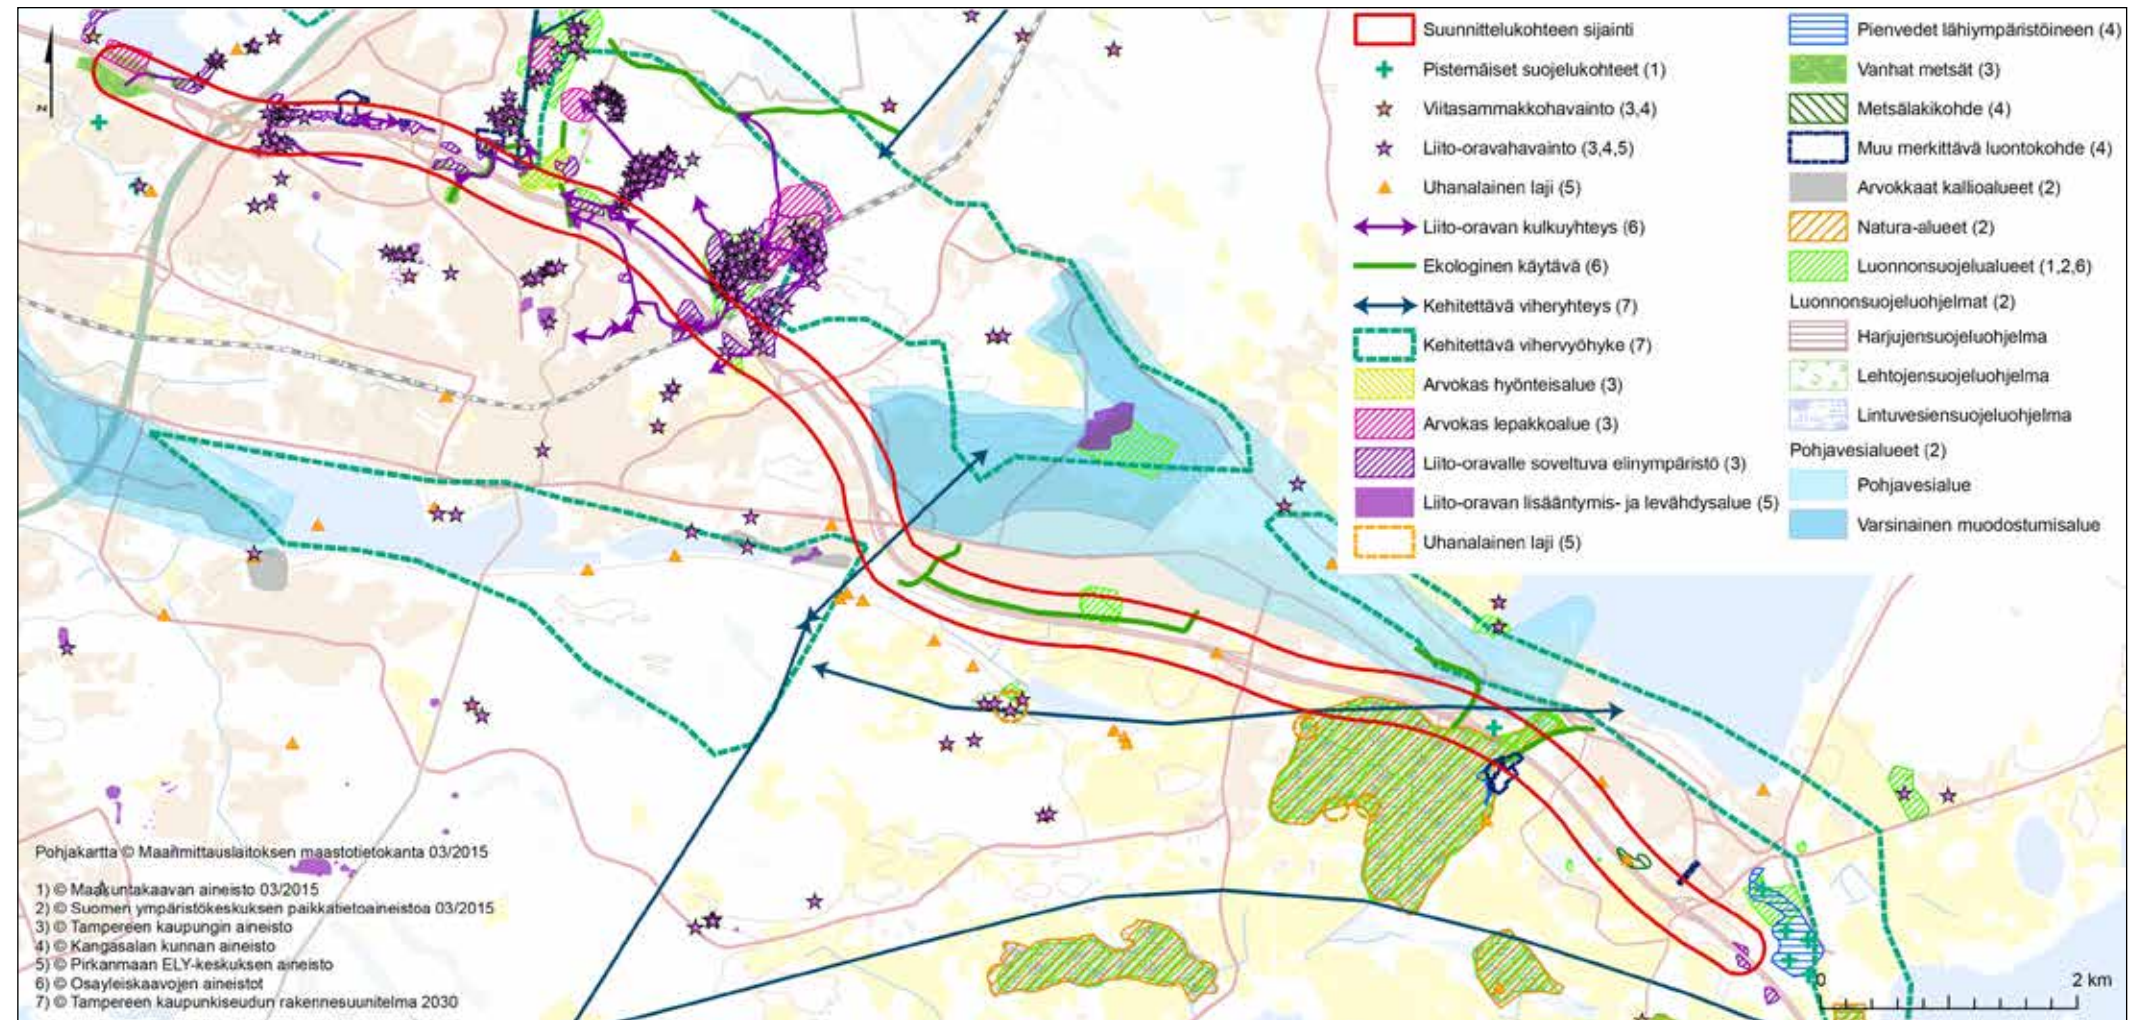 N
Suunnittelukohteen sijainti
Pistemäiset suojelukohteet (1)
Viitasammakkohavainto (3,4)
Liito-oravahavainto (3,4,5)
Uhanalainen laji (5)
Liito-oravan kulkuyhteys (6)
Ekologinen käytävä (6)
Kehitettävä viheryhteys (7)
Kehitettävä vihervyöhyke (7)
Arvokas hyönteisalue (3)
Arvokas lepakkoalue (3)
Liito-oravalle soveltuva elinympäristö (3)
Liito-oravan lisääntymis- ja levähdysalue (5)
Uhanalainen laji (5)
Pienvedet lähiympäristöineen (4)
Vanhat metsät (3)
Metsälakikohde (4)
Muu merkittävä luontokohde (4)
Arvokkaat kallioalueet (2)
Natura-alueet (2)
Luonnonsuojelualueet (1,2,6)
Luonnonsuojeluohjelmat (2)
Harjujensuojeluohjelma
Lehtojensuojeluohjelma
Lintuvesiensuojeluohjelma
Pohjavesialueet (2)
Pohjavesialue
Varsinainen muodostumisalue
Pohjakartta © Maanmittauslaitoksen maastotietokanta 03/2015
1) © Maakuntakaavan aineisto 03/2015
2) © Suomen ympäristökeskuksen paikkatietoaineistoa 03/2015
3) © Tampereen kaupungin aineisto
4) © Kangasalan kunnan aineisto
5) © Pirkanmaan ELY-keskuksen aineisto
6) © Osayleiskaavojen aineistot
7) © Tampereen kaupunkiseudun rakennesuunitelma 2030
0
2 km